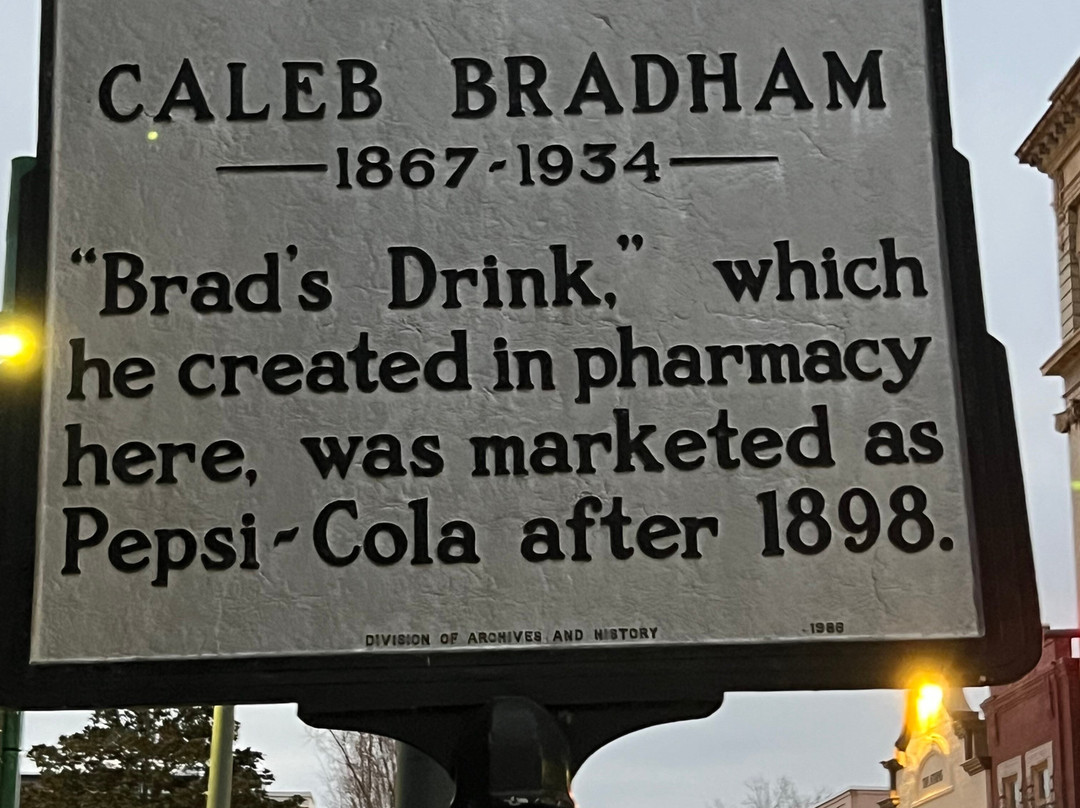 CALEB BRADHAM
1867-1934
"Brad's Drink," which
he created in pharmacy
here, was marketed as
Pepsi-Cola after 1898.
DIVISION OF ARCHIVES AND HISTORY 1986